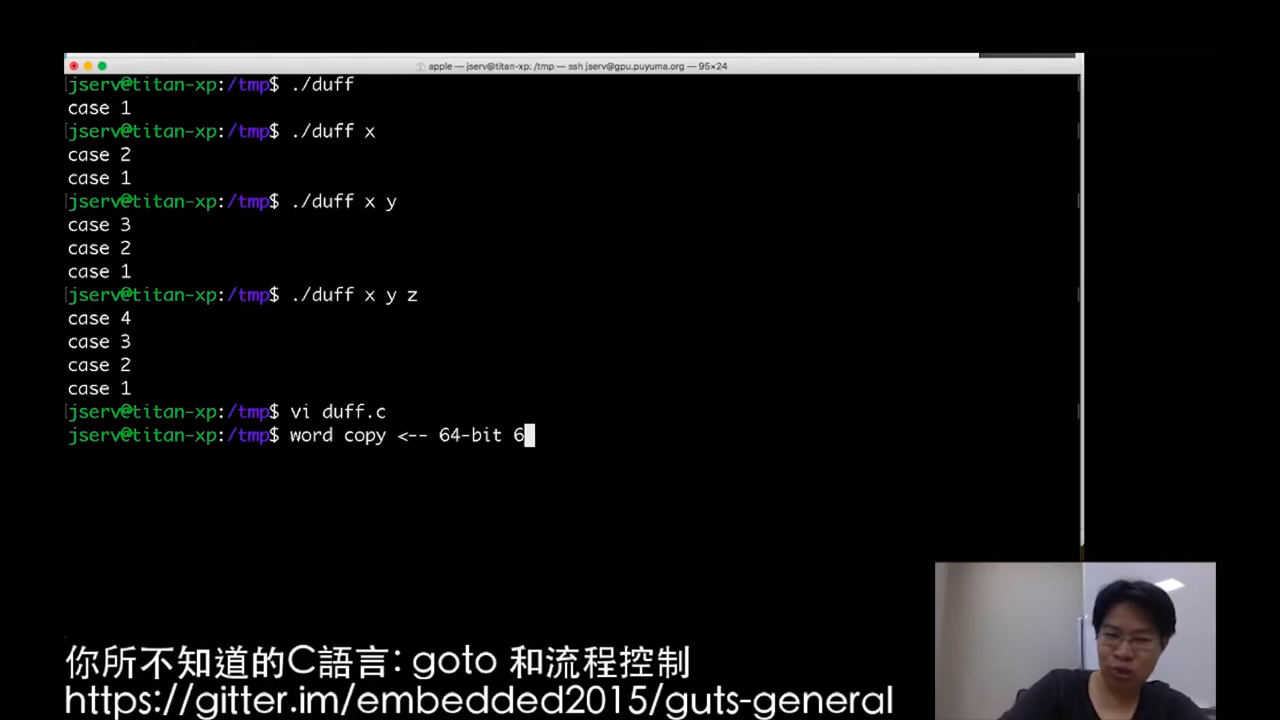 apple — jserv@titan-xp: /tmp — ssh jserv@gpu.puyuma.org — 95×24
jserv@titan-xp:/tmp$ ./duff
case 1
jserv@titan-xp:/tmp$ ./duff x
case 2
case 1
jserv@titan-xp:/tmp$ ./duff x y
case 3
case 2
case 1
jserv@titan-xp:/tmp$ ./duff x y z
case 4
case 3
case 2
case 1
jserv@titan-xp:/tmp$ vi duff.c
jserv@titan-xp:/tmp$ word copy <-- 64-bit 6
你所不知道的C語言: goto 和流程控制
https://gitter.im/embedded2015/guts-general